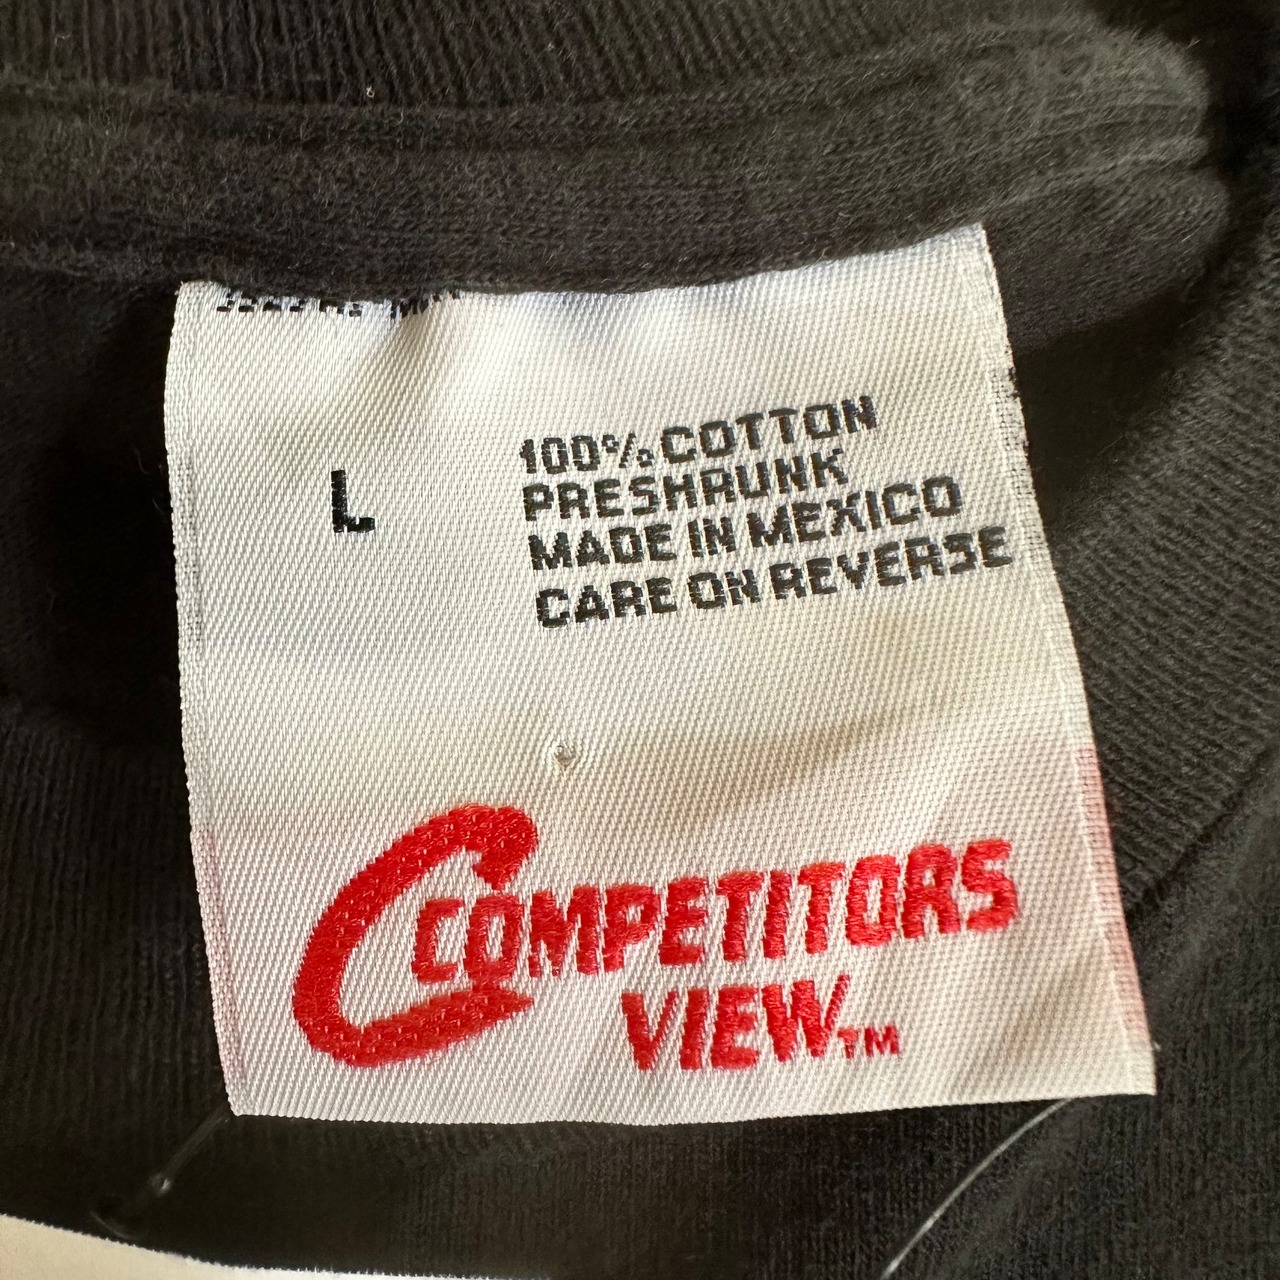 L
100% COTTON
PRESHRUNK
MADE IN MEXICO
CARE ON REVERSE
COMPETITORS
VIEW TM